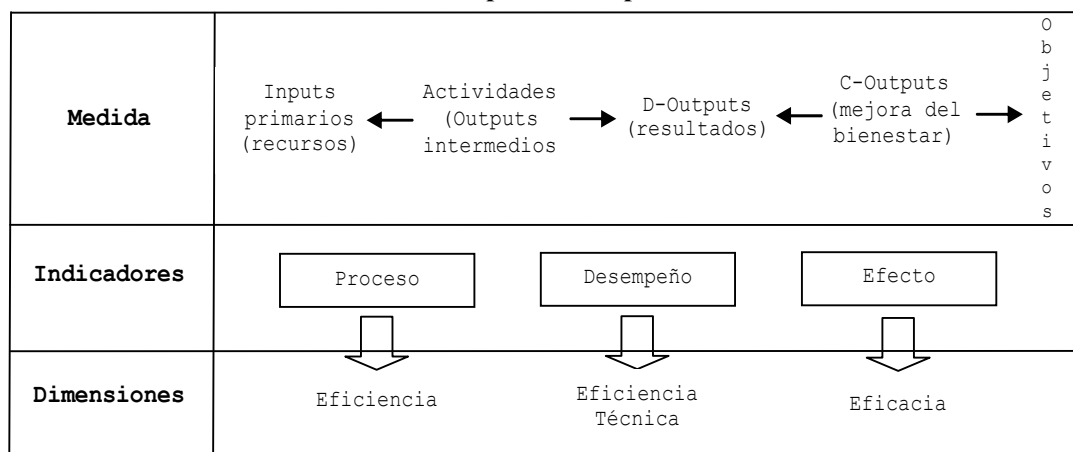 Medida
Inputs
primarios
(recursos)
Actividades
(Outputs
intermedios
D-Outputs
(resultados)
C-Outputs
(mejora del
bienestar)
O
b
j
e
t
i
v
o
s
Indicadores
Proceso
Desempeño
Efecto
Dimensiones
Eficiencia
Eficiencia
Técnica
Eficacia